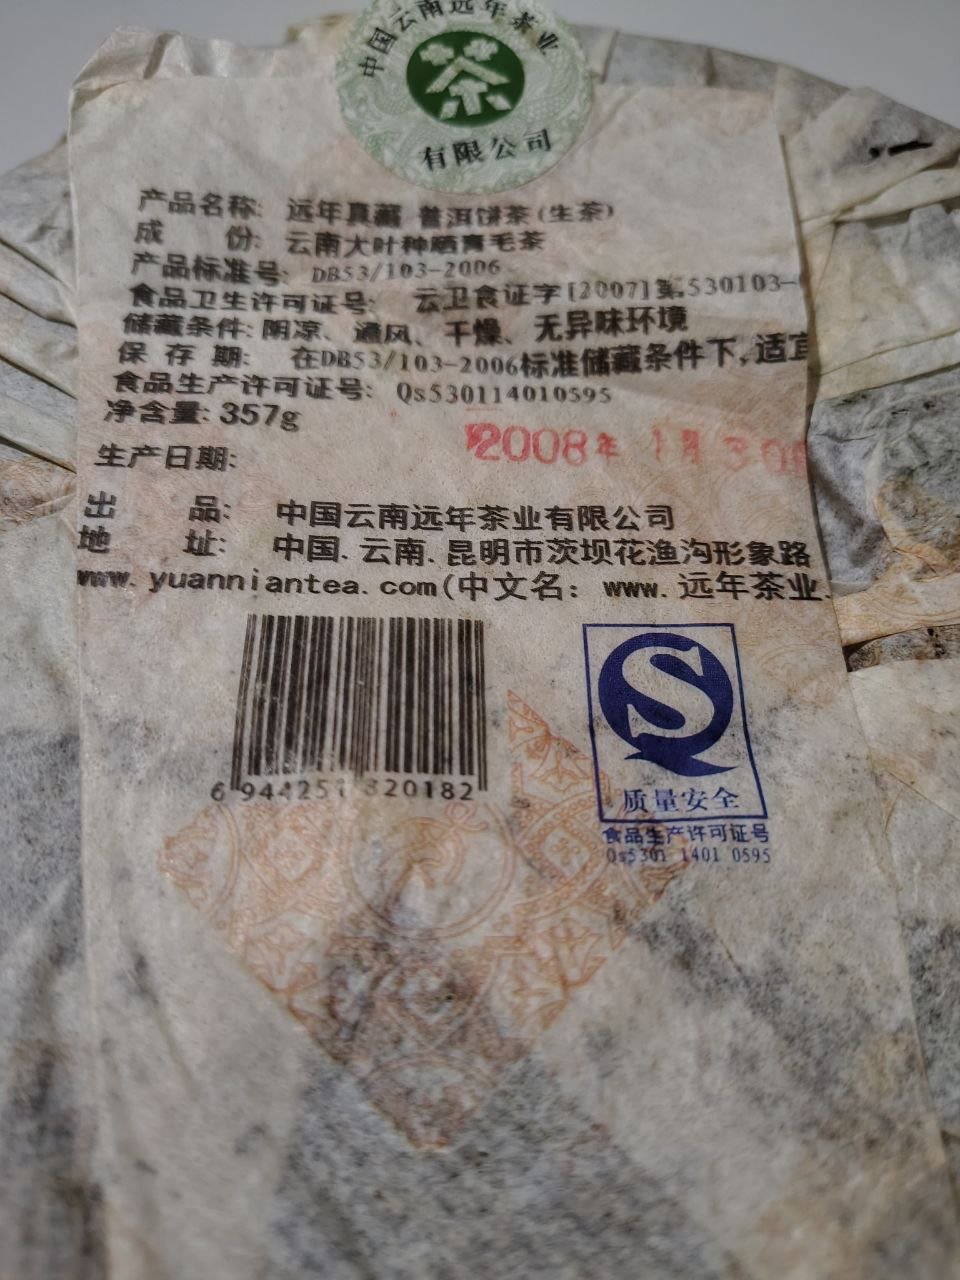 中国云南远年茶业
茶
有限公司
产品名称: 远年真藏 普洱饼茶(生茶)
成 份: 云南大叶种晒青毛茶
产品标准号: DB53/103-2006
食品卫生许可证号: 云卫食证字[2007]第530103-
储藏条件: 阴凉、通风、干燥、无异味环境
保 存 期: 在DB53/103-2006标准储藏条件下,适宜
食品生产许可证号: Qs530114010595
净含量: 357g
生产日期: 2008年 1月 30日
出 品: 中国云南远年茶业有限公司
地 址: 中国.云南.昆明市茨坝花渔沟形象路
www.yuanniantea.com(中文名: www.远年茶业.
6 944251 820182
质量安全
食品生产许可证号
Qs5301 1401 0595